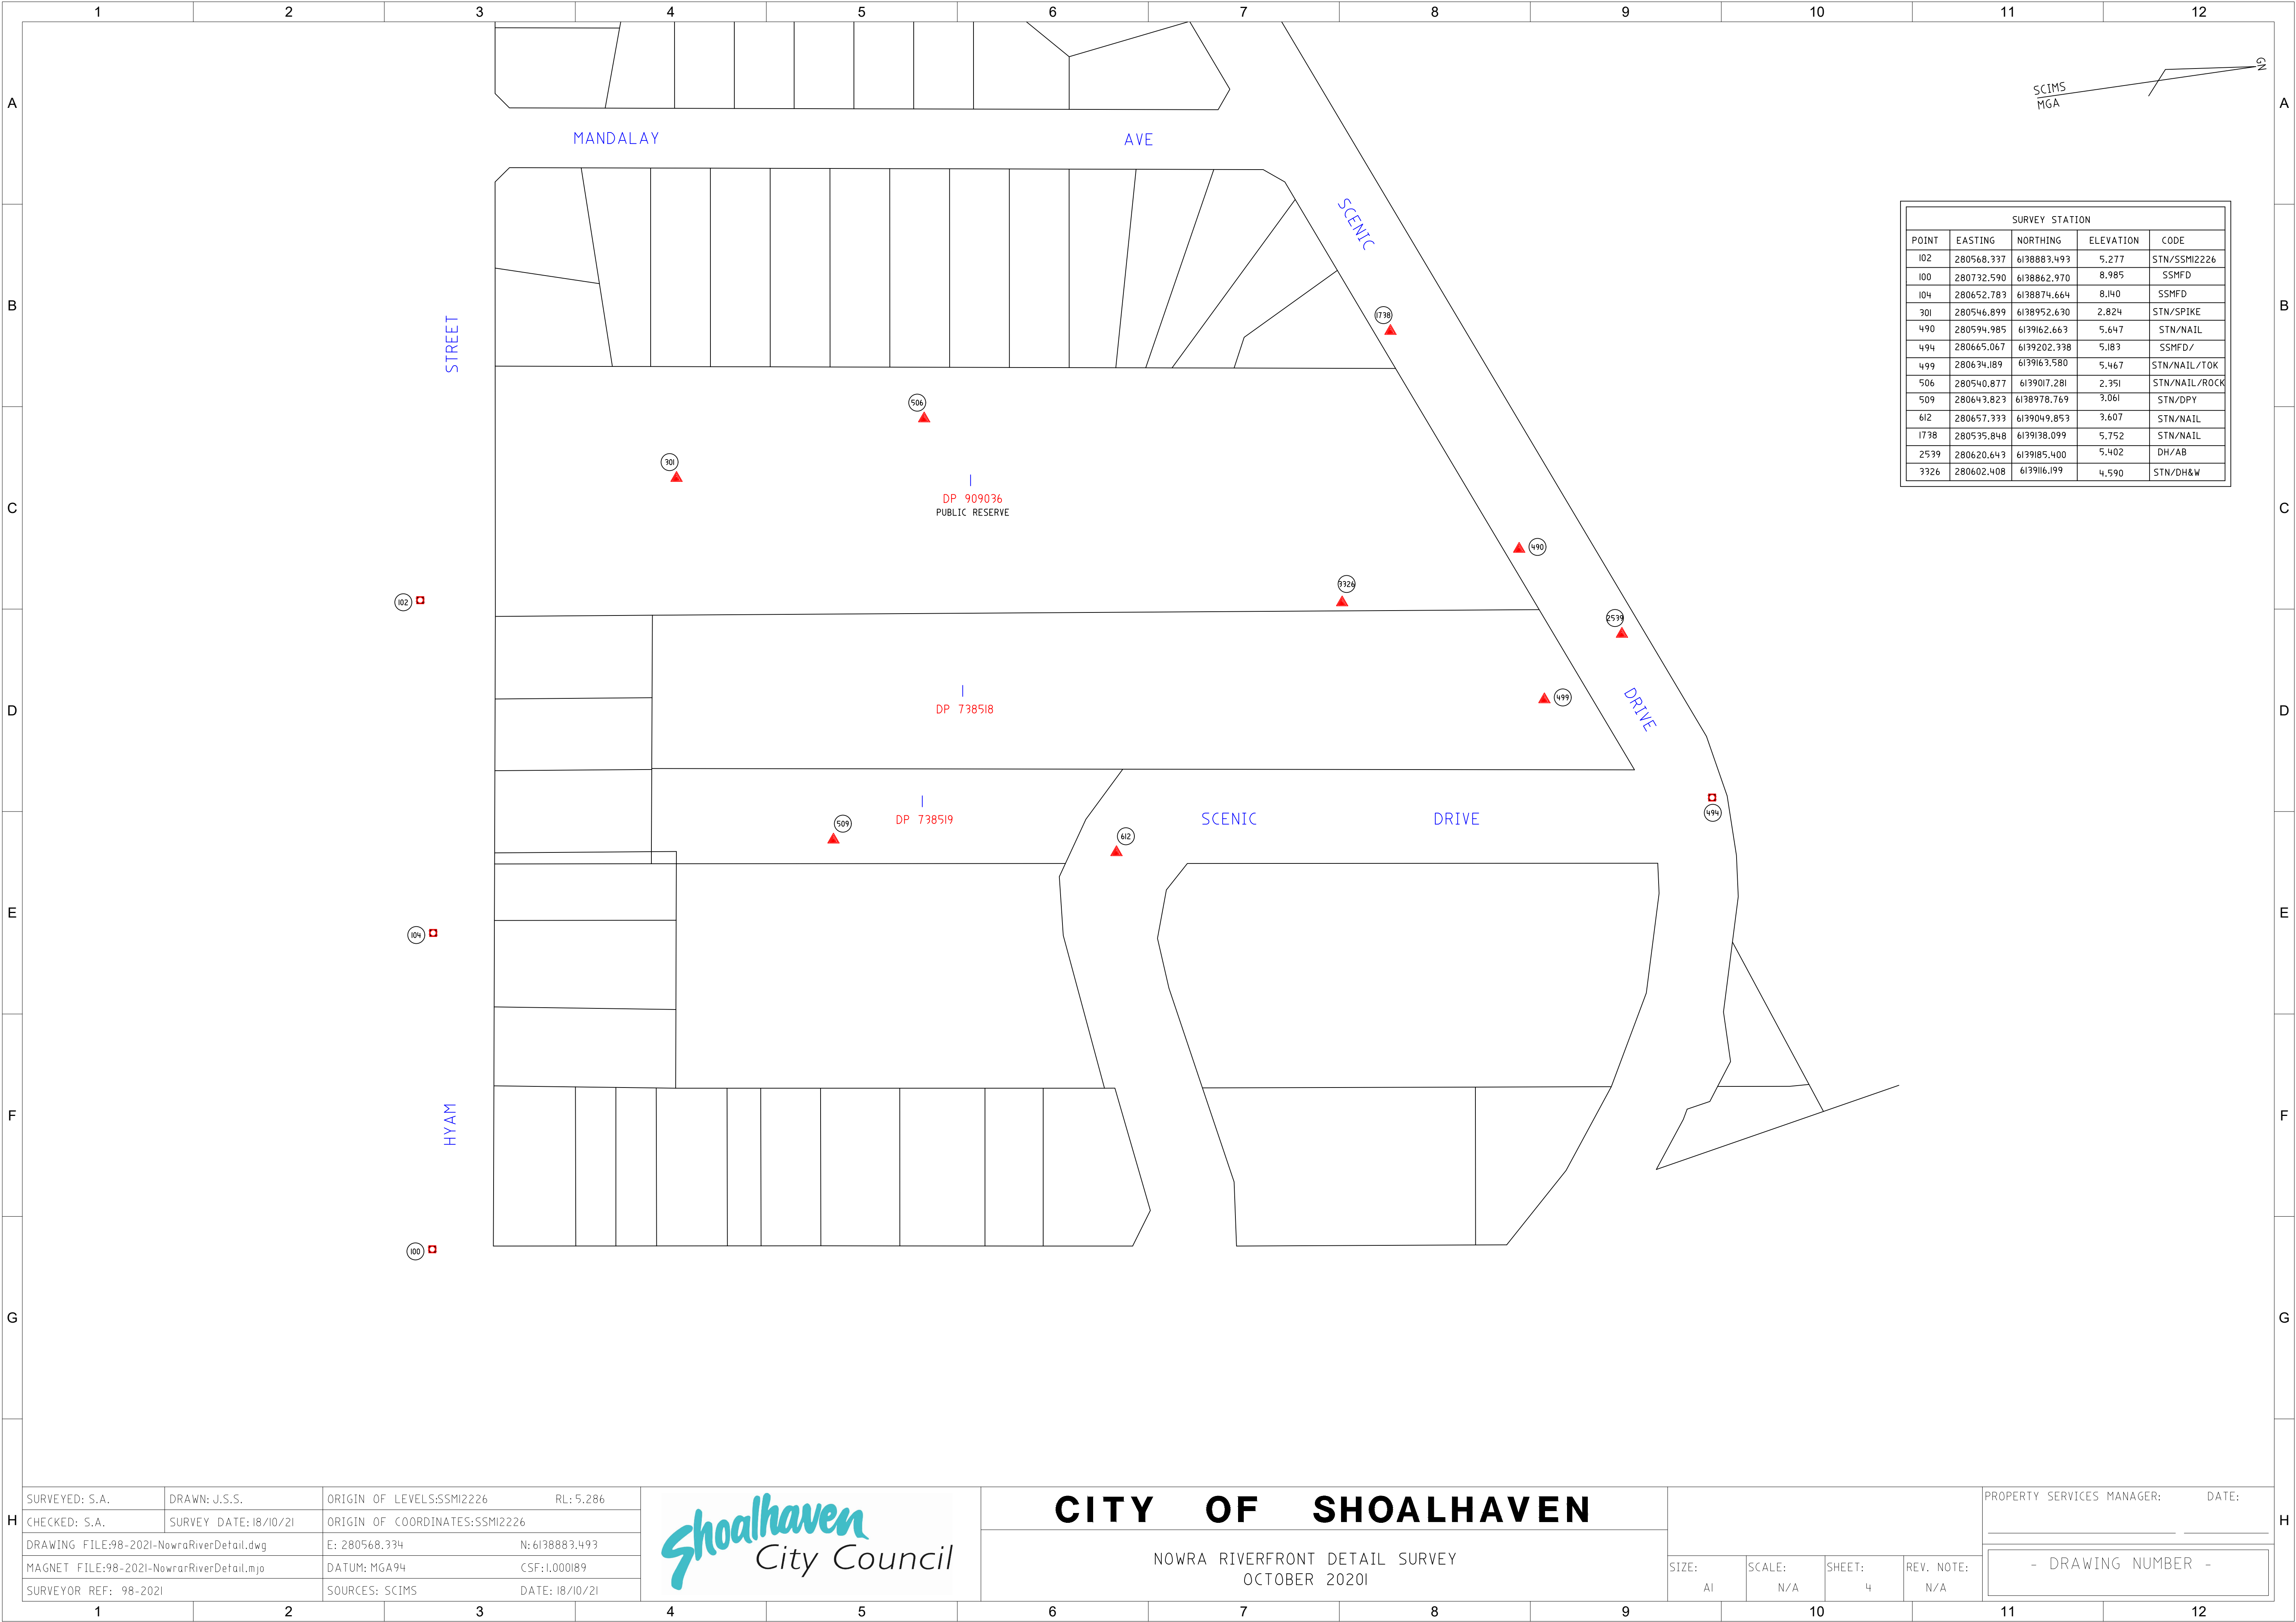 1 2 3 4 5 6 7 8 9 10 11 12
A A
GN
SCIMS
MGA
MANDALAY AVE
SCENIC
SURVEY STATION
POINT EASTING NORTHING ELEVATION CODE
102 280568.337 6138883.493 5.277 STN/SSM12226
100 280732.590 6138862.970 8.985 SSMFD
104 280652.783 6138874.664 8.140 SSMFD
301 280546.899 6138952.630 2.824 STN/SPIKE
490 280594.985 6139162.663 5.647 STN/NAIL
494 280665.067 6139202.338 5.183 SSMFD/
499 280634.189 6139163.580 5.467 STN/NAIL/TOK
506 280540.877 6139017.281 2.351 STN/NAIL/ROCK
509 280643.823 6138978.769 3.061 STN/DPY
612 280657.333 6139049.853 3.607 STN/NAIL
1738 280535.848 6139138.099 5.752 STN/NAIL
2539 280620.643 6139185.400 5.402 DH/AB
3326 280602.408 6139116.199 4.590 STN/DH&W
B B
1738
STREET
506
301
1
DP 909036
PUBLIC RESERVE
C C
490
3326
102
2539
1
DP 738518
499
DRIVE
D D
1
DP 738519
509
612
SCENIC DRIVE
494
E E
104
HYAM
F F
100
G G
SURVEYED: S.A. DRAWN: J.S.S. ORIGIN OF LEVELS:SSM12226 RL: 5.286
CHECKED: S.A. SURVEY DATE: 18/10/21 ORIGIN OF COORDINATES:SSM12226
DRAWING FILE:98-2021-NowraRiverDetail.dwg E: 280568.334 N: 6138883.493
MAGNET FILE:98-2021-NowrarRiverDetail.mjo DATUM: MGA94 CSF: 1.000189
SURVEYOR REF: 98-2021 SOURCES: SCIMS DATE: 18/10/21
Shoalhaven
City Council
CITY OF SHOALHAVEN
NOWRA RIVERFRONT DETAIL SURVEY
OCTOBER 20201
SIZE: A1
SCALE: N/A
SHEET: 4
REV. NOTE: N/A
PROPERTY SERVICES MANAGER: DATE:
- DRAWING NUMBER -
H H
1 2 3 4 5 6 7 8 9 10 11 12